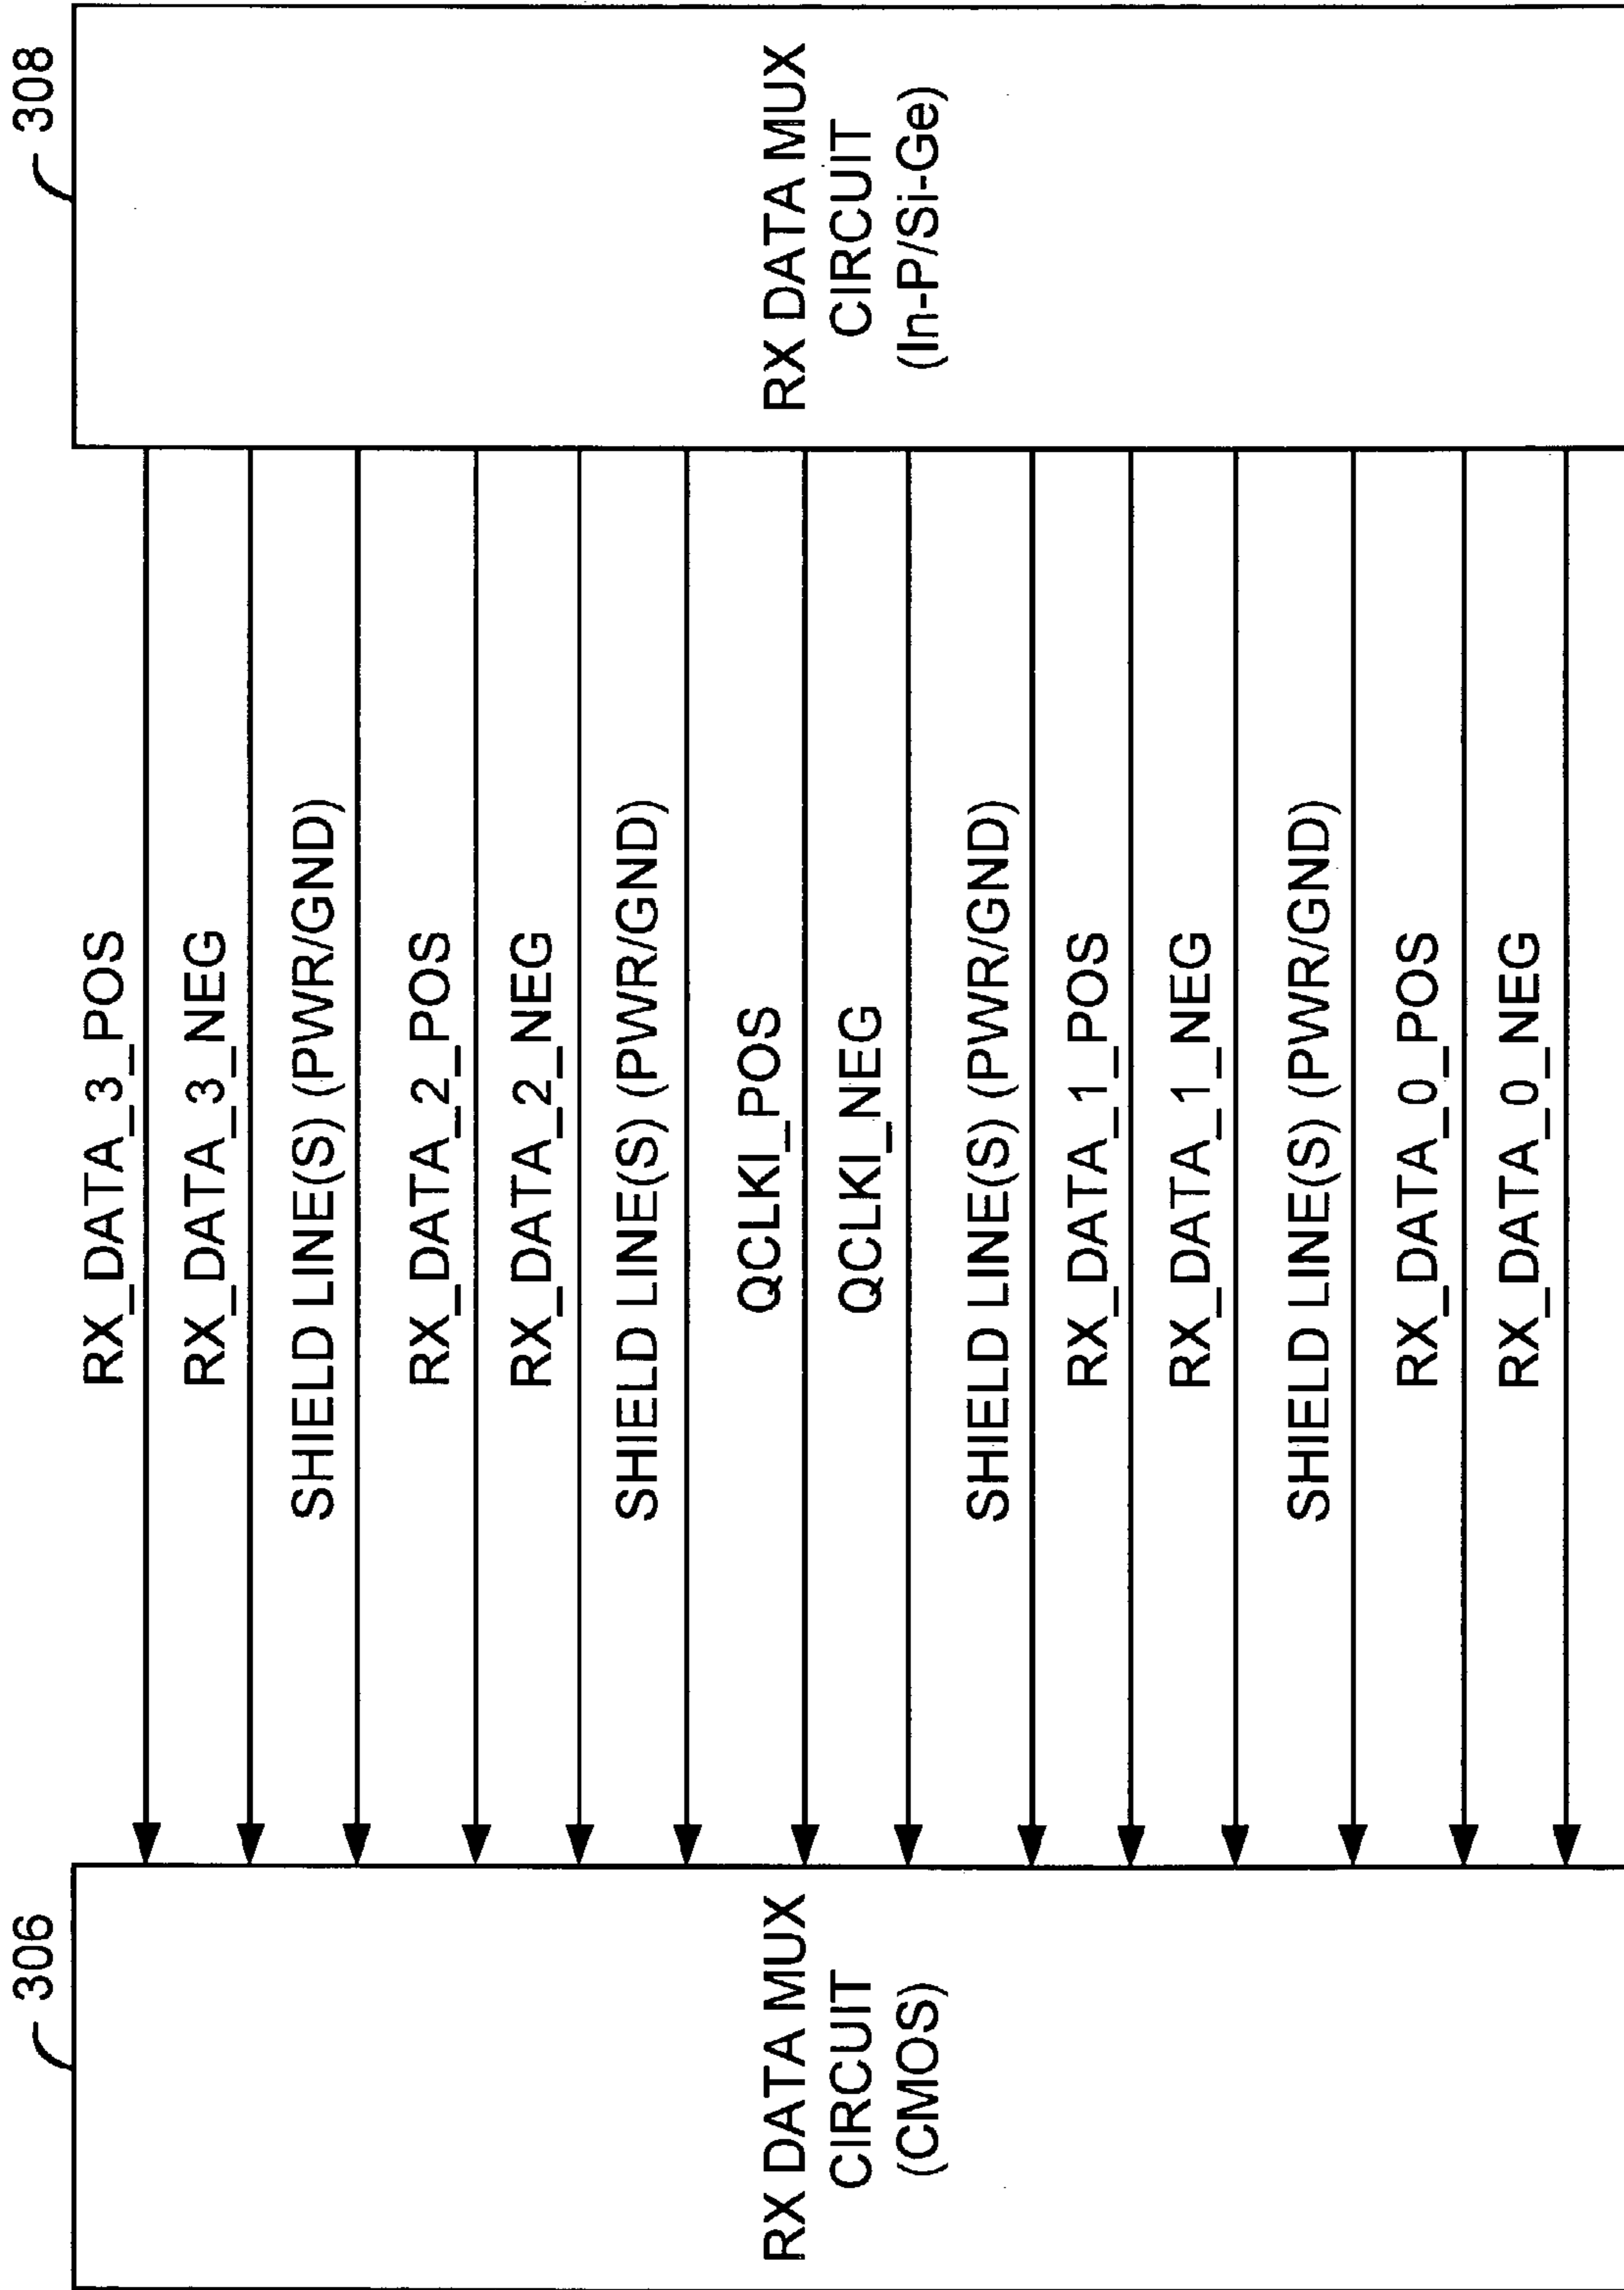 306
308
RX DATA MUX
CIRCUIT
(CMOS)
RX_DATA_3_POS
RX_DATA_3_NEG
SHIELD LINE(S) (PWR/GND)
RX_DATA_2_POS
RX_DATA_2_NEG
SHIELD LINE(S) (PWR/GND)
QCLKI_POS
QCLKI_NEG
SHIELD LINE(S) (PWR/GND)
RX_DATA_1_POS
RX_DATA_1_NEG
SHIELD LINE(S) (PWR/GND)
RX_DATA_0_POS
RX_DATA_0_NEG
RX DATA MUX
CIRCUIT
(In-P/Si-Ge)